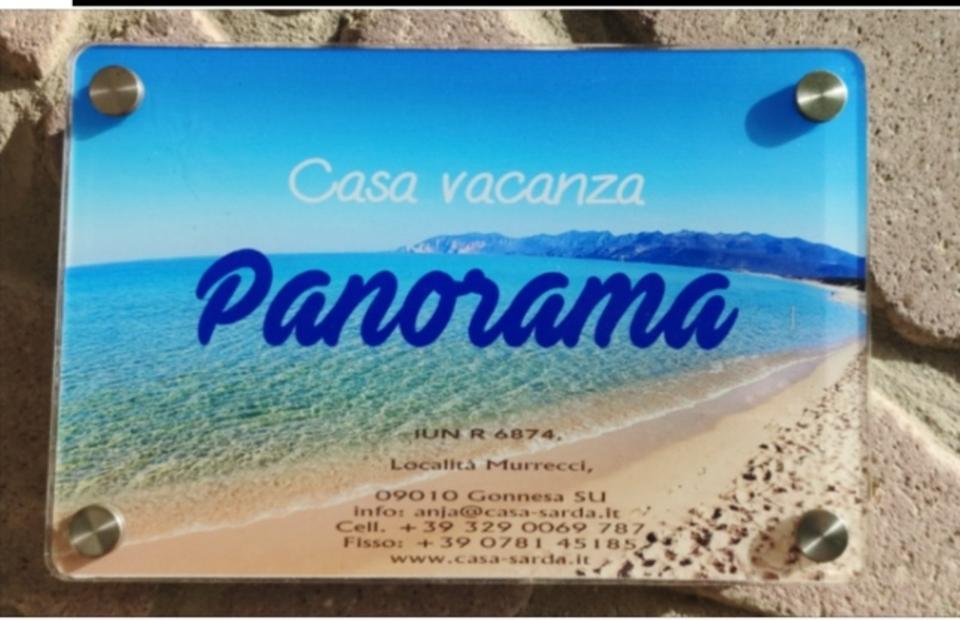 Casa vacanza
Panorama
IUN R 6874,
Località Murrecci,
09010 Gonnesa SU
info: anja@casa-sarda.it
Cell. +39 329 0069 787
Fisso: +39 0781 45185
www.casa-sarda.it